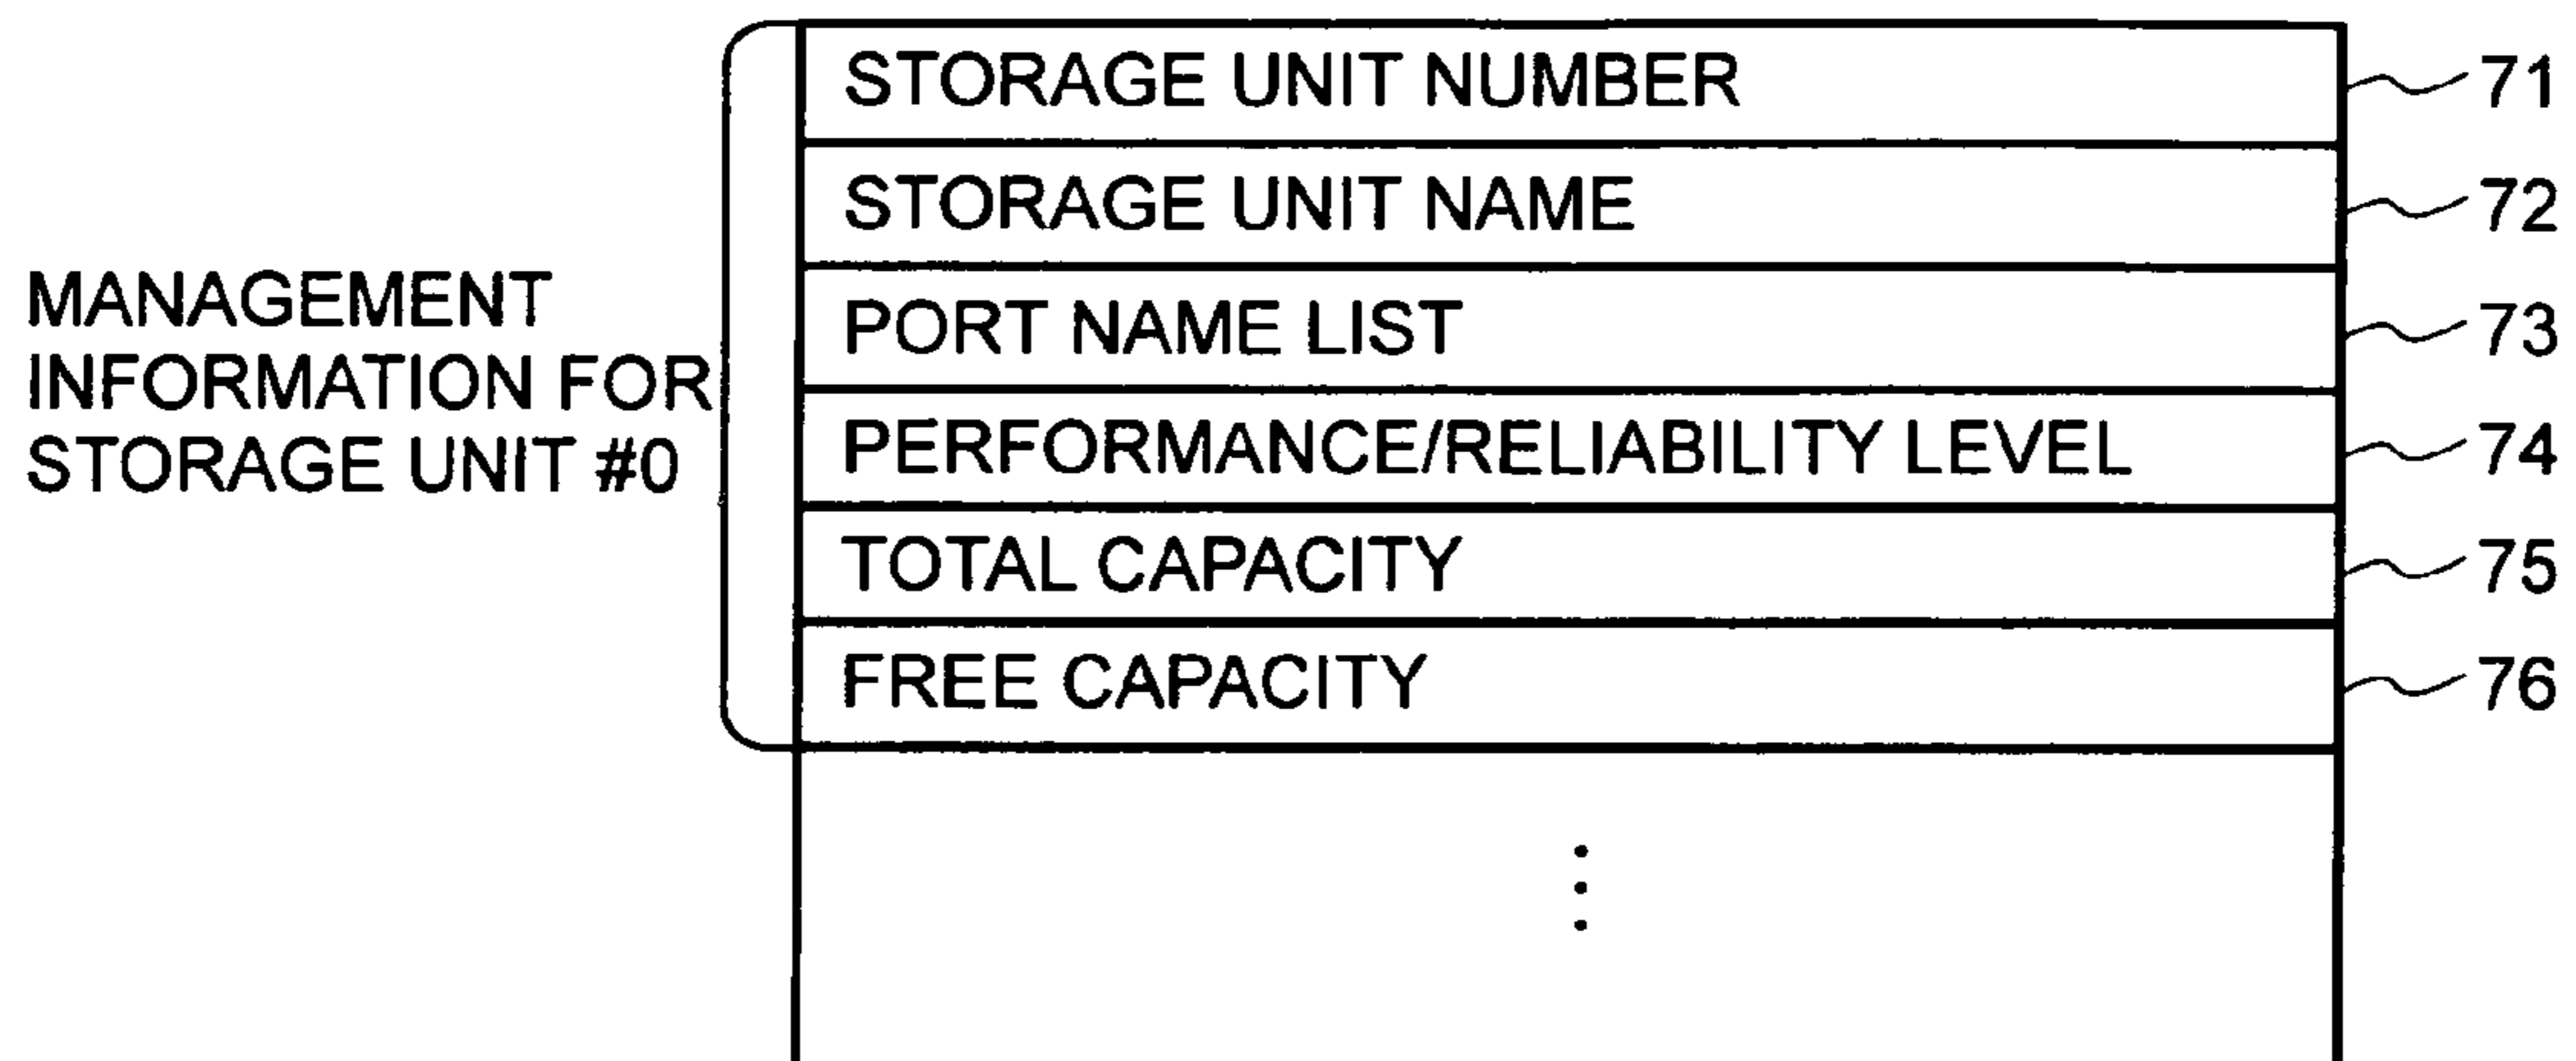 STORAGE UNIT NUMBER 71
STORAGE UNIT NAME 72
PORT NAME LIST 73
PERFORMANCE/RELIABILITY LEVEL 74
TOTAL CAPACITY 75
FREE CAPACITY 76
MANAGEMENT
INFORMATION FOR
STORAGE UNIT #0